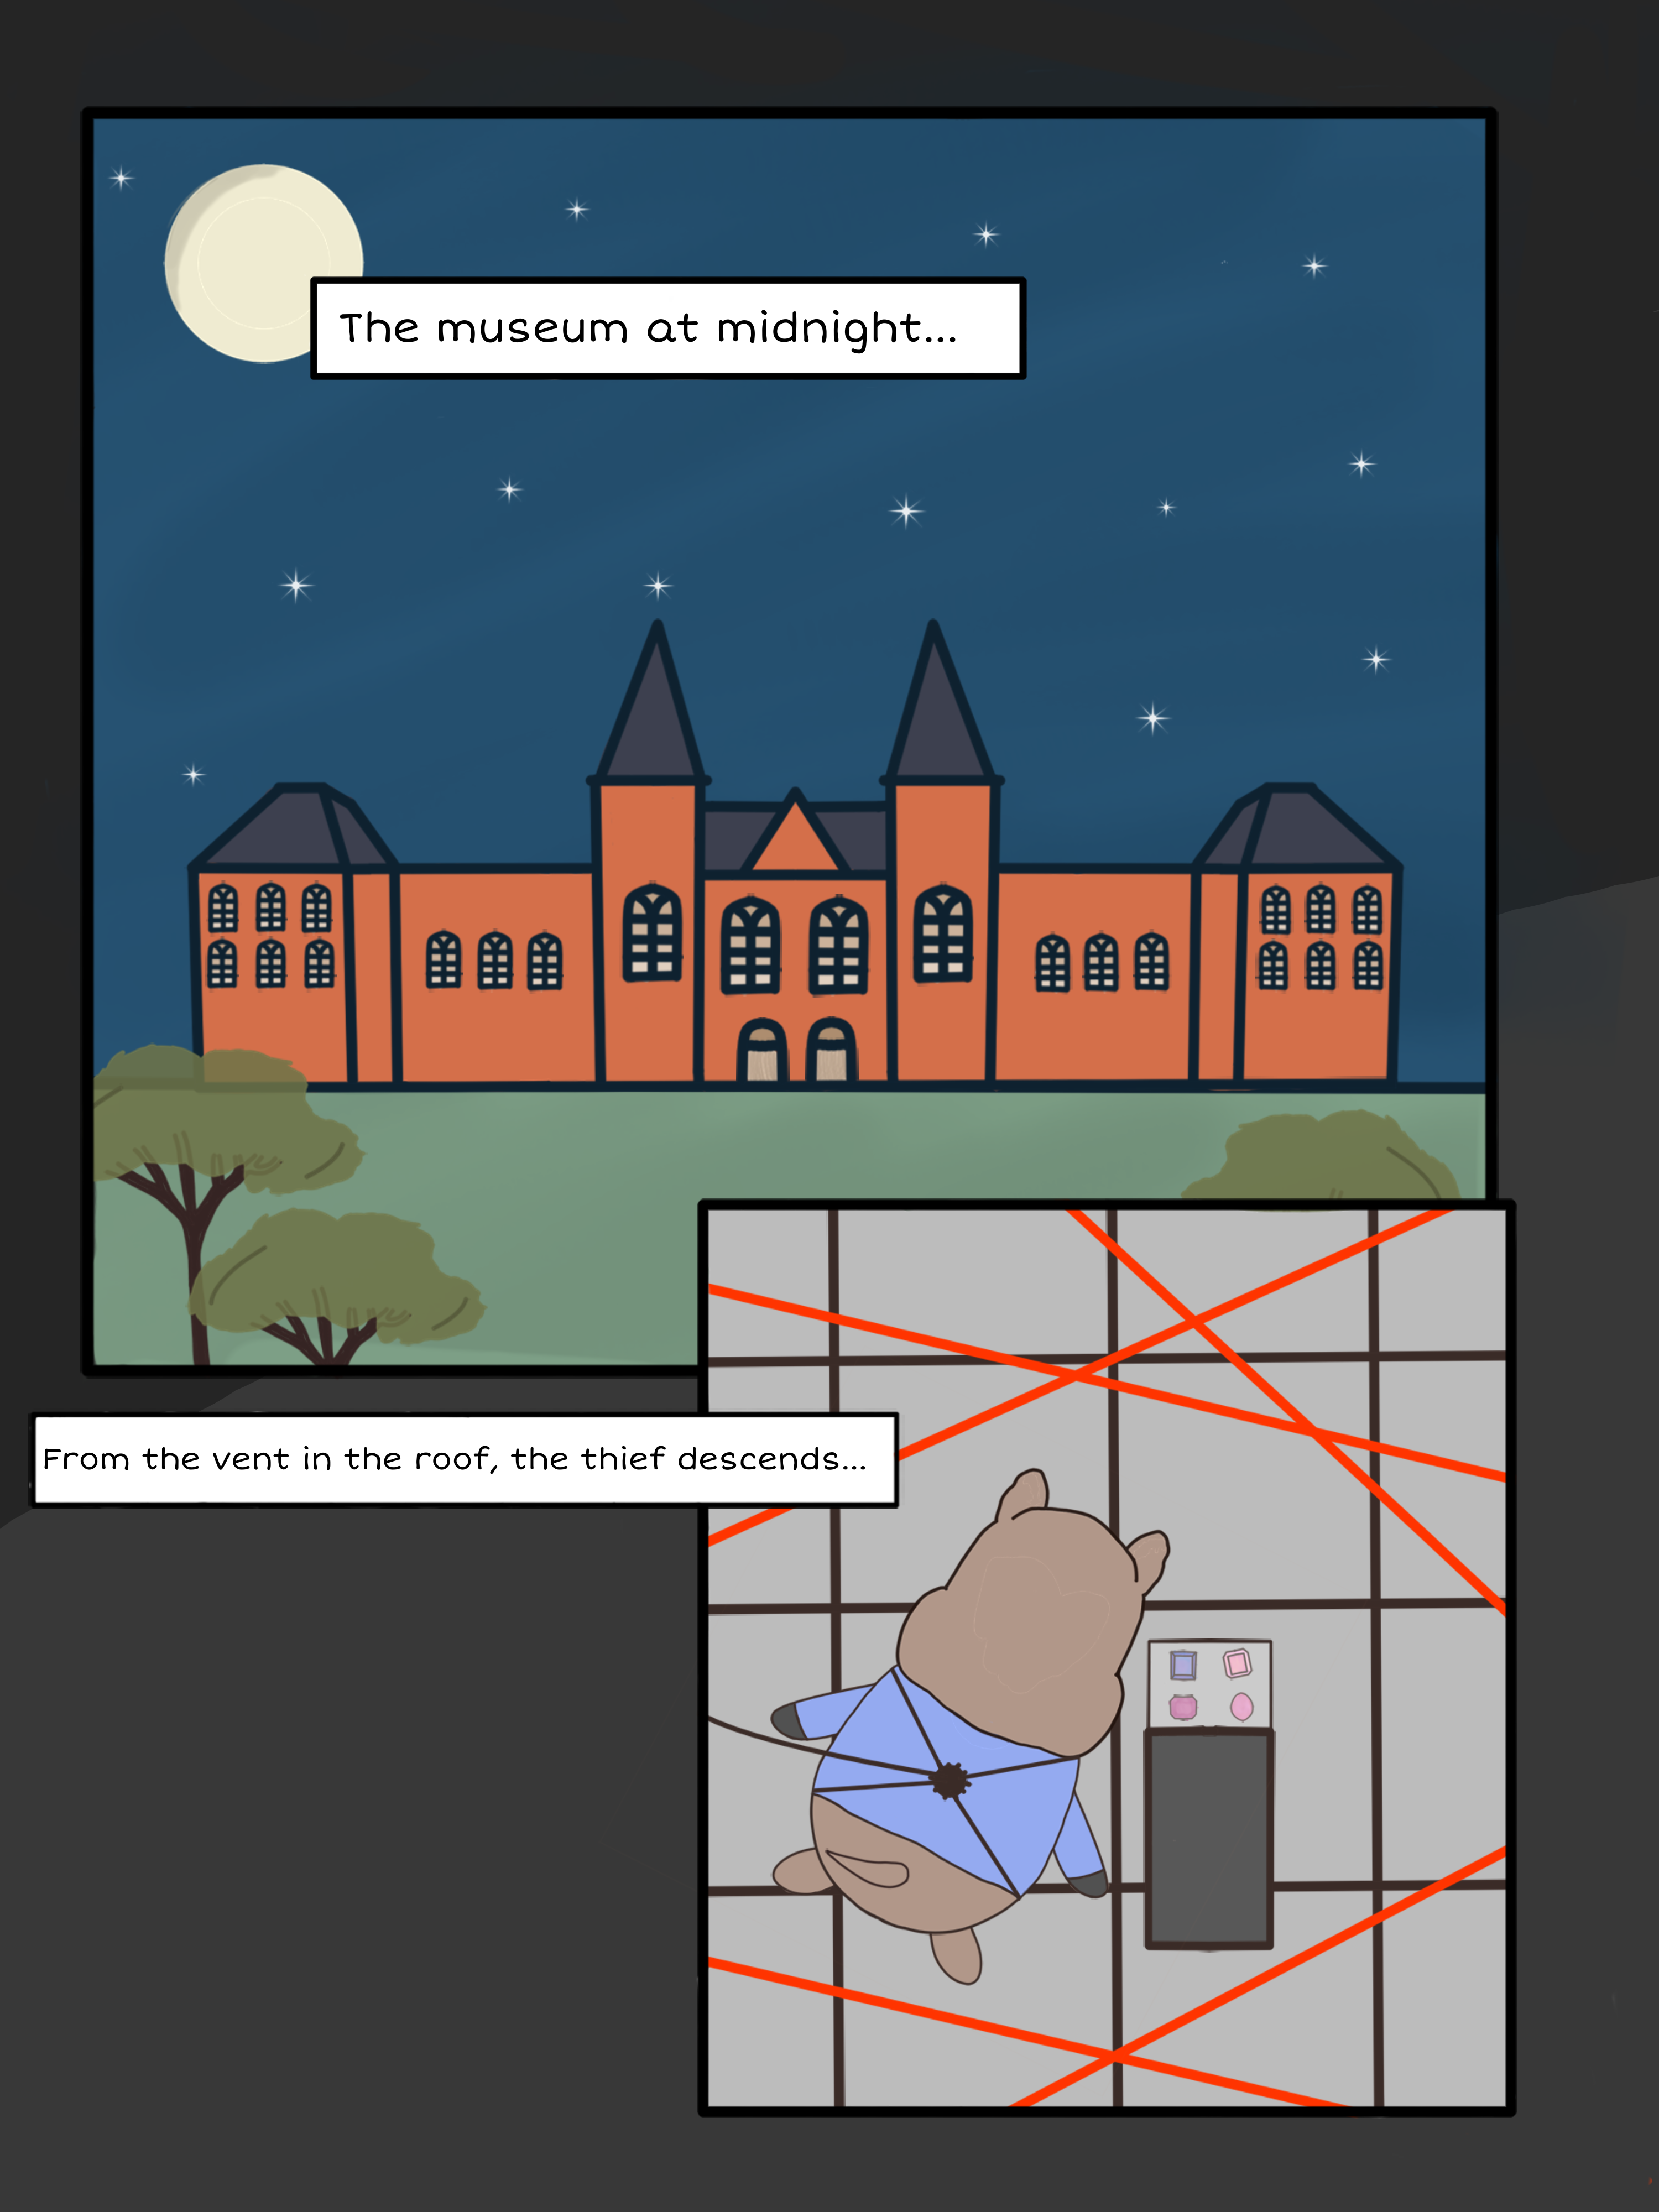 The museum at midnight...
From the vent in the roof, the thief descends...